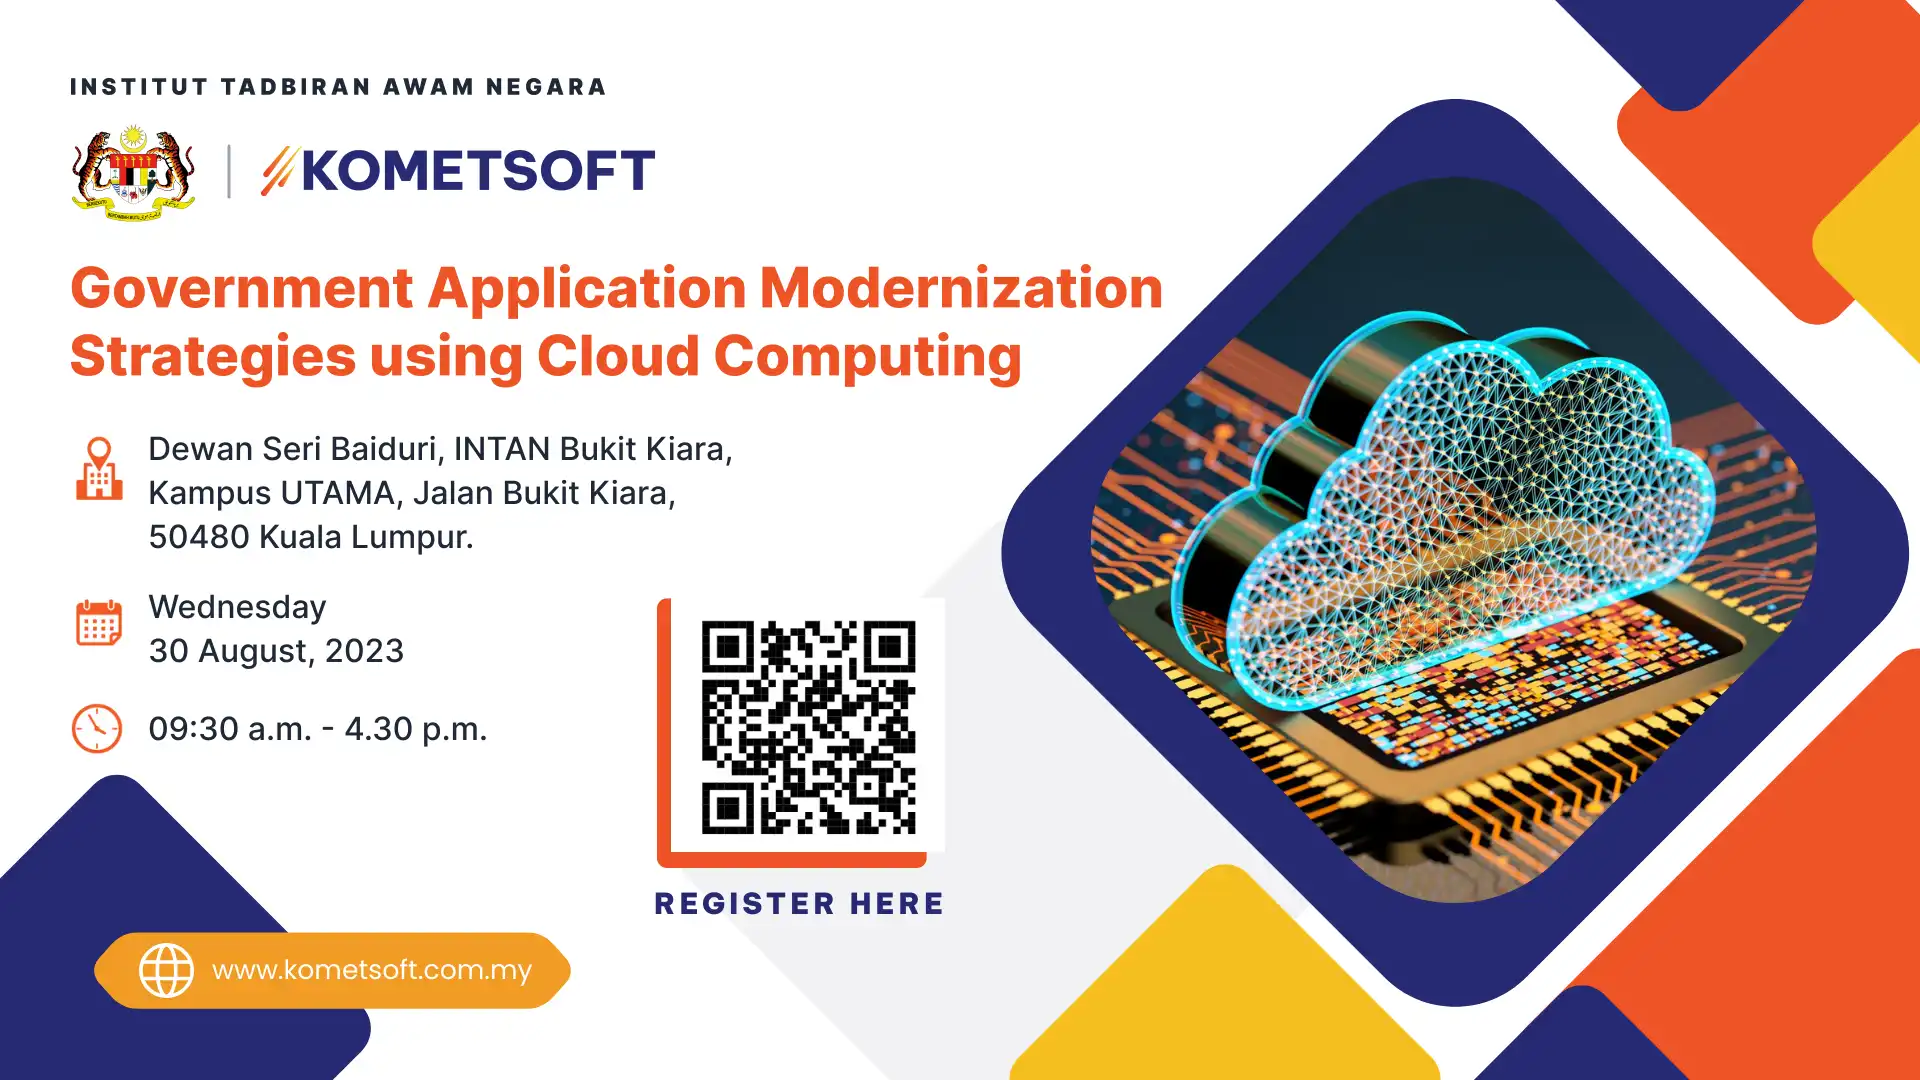 INSTITUT TADBIRAN AWAM NEGARA
KOMETSOFT
Government Application Modernization
Strategies using Cloud Computing
Dewan Seri Baiduri, INTAN Bukit Kiara,
Kampus UTAMA, Jalan Bukit Kiara,
50480 Kuala Lumpur.
Wednesday
30 August, 2023
09:30 a.m. - 4.30 p.m.
REGISTER HERE
www.kometsoft.com.my